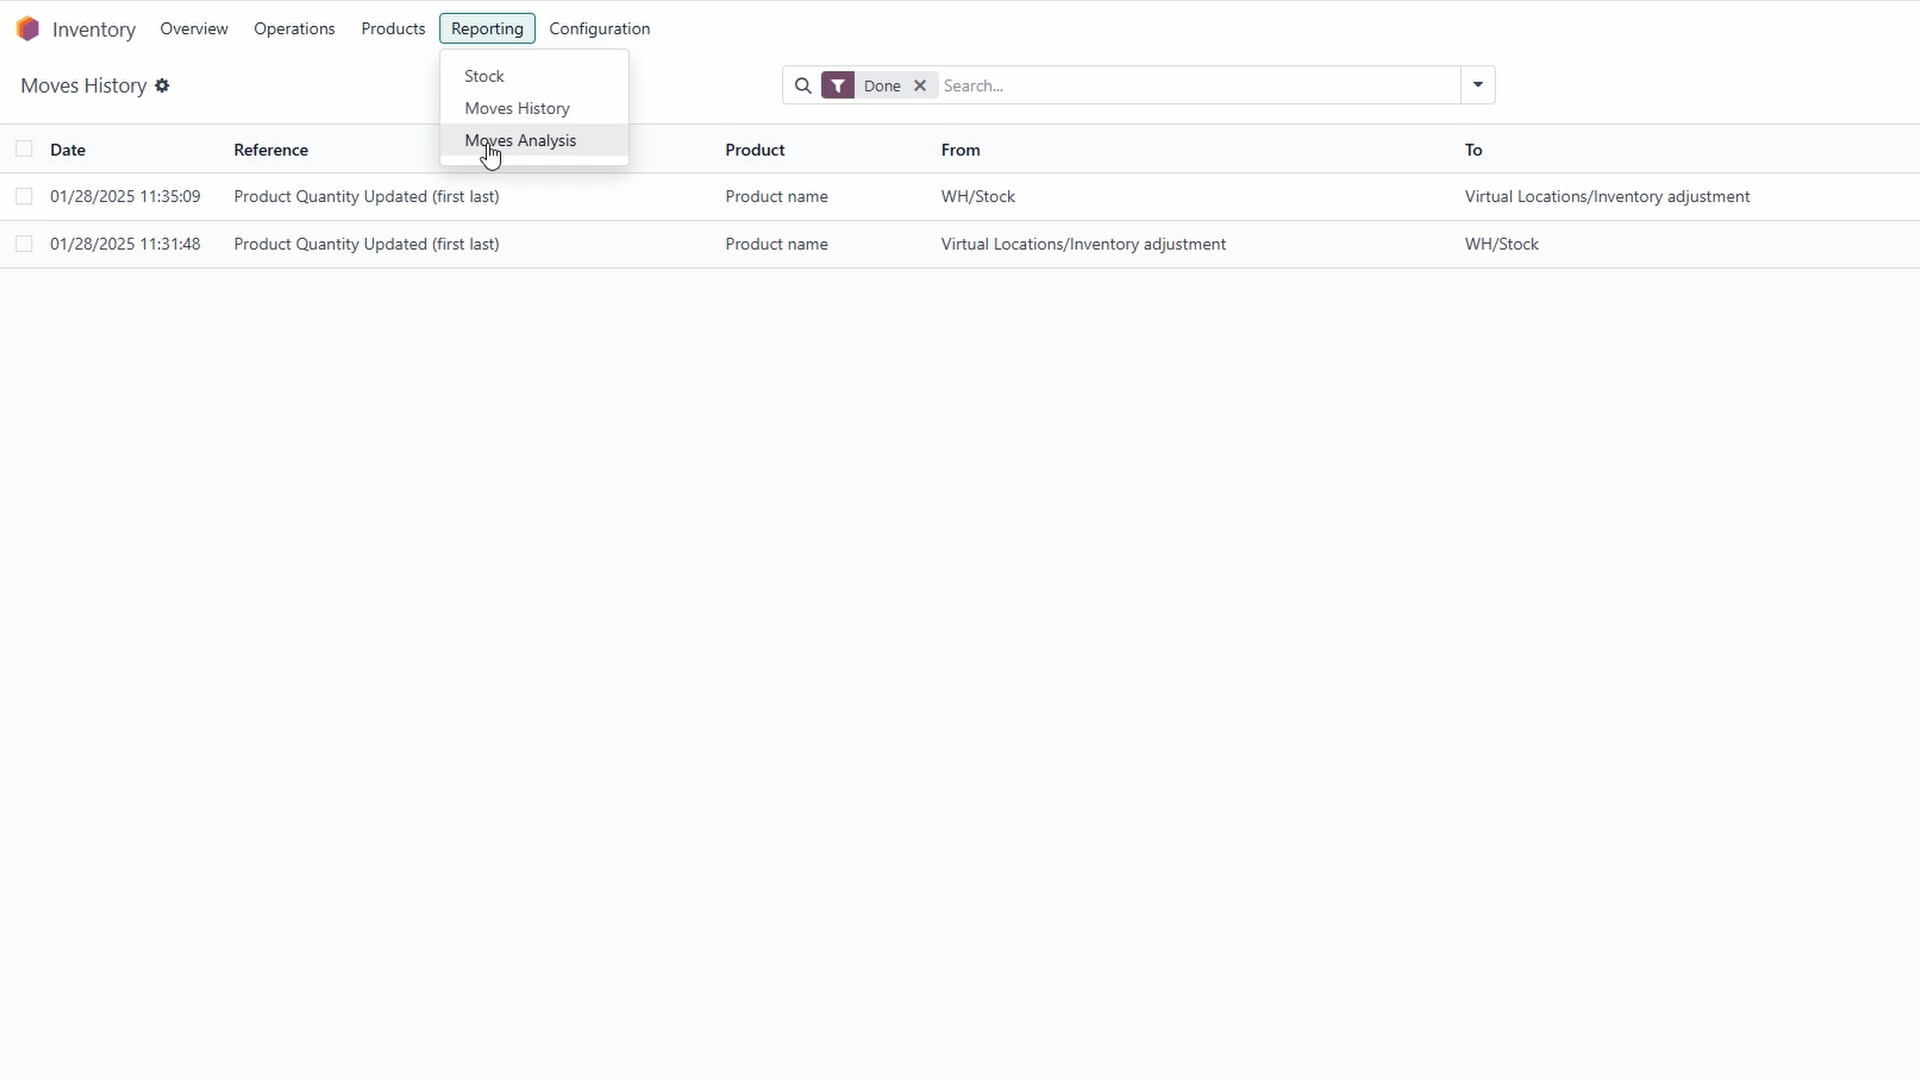 Inventory Overview Operations Products Reporting Configuration
Stock
Moves History
Moves Analysis
Moves History Done Search...
Date Reference Product From To
01/28/2025 11:35:09 Product Quantity Updated (first last) Product name WH/Stock Virtual Locations/Inventory adjustment
01/28/2025 11:31:48 Product Quantity Updated (first last) Product name Virtual Locations/Inventory adjustment WH/Stock